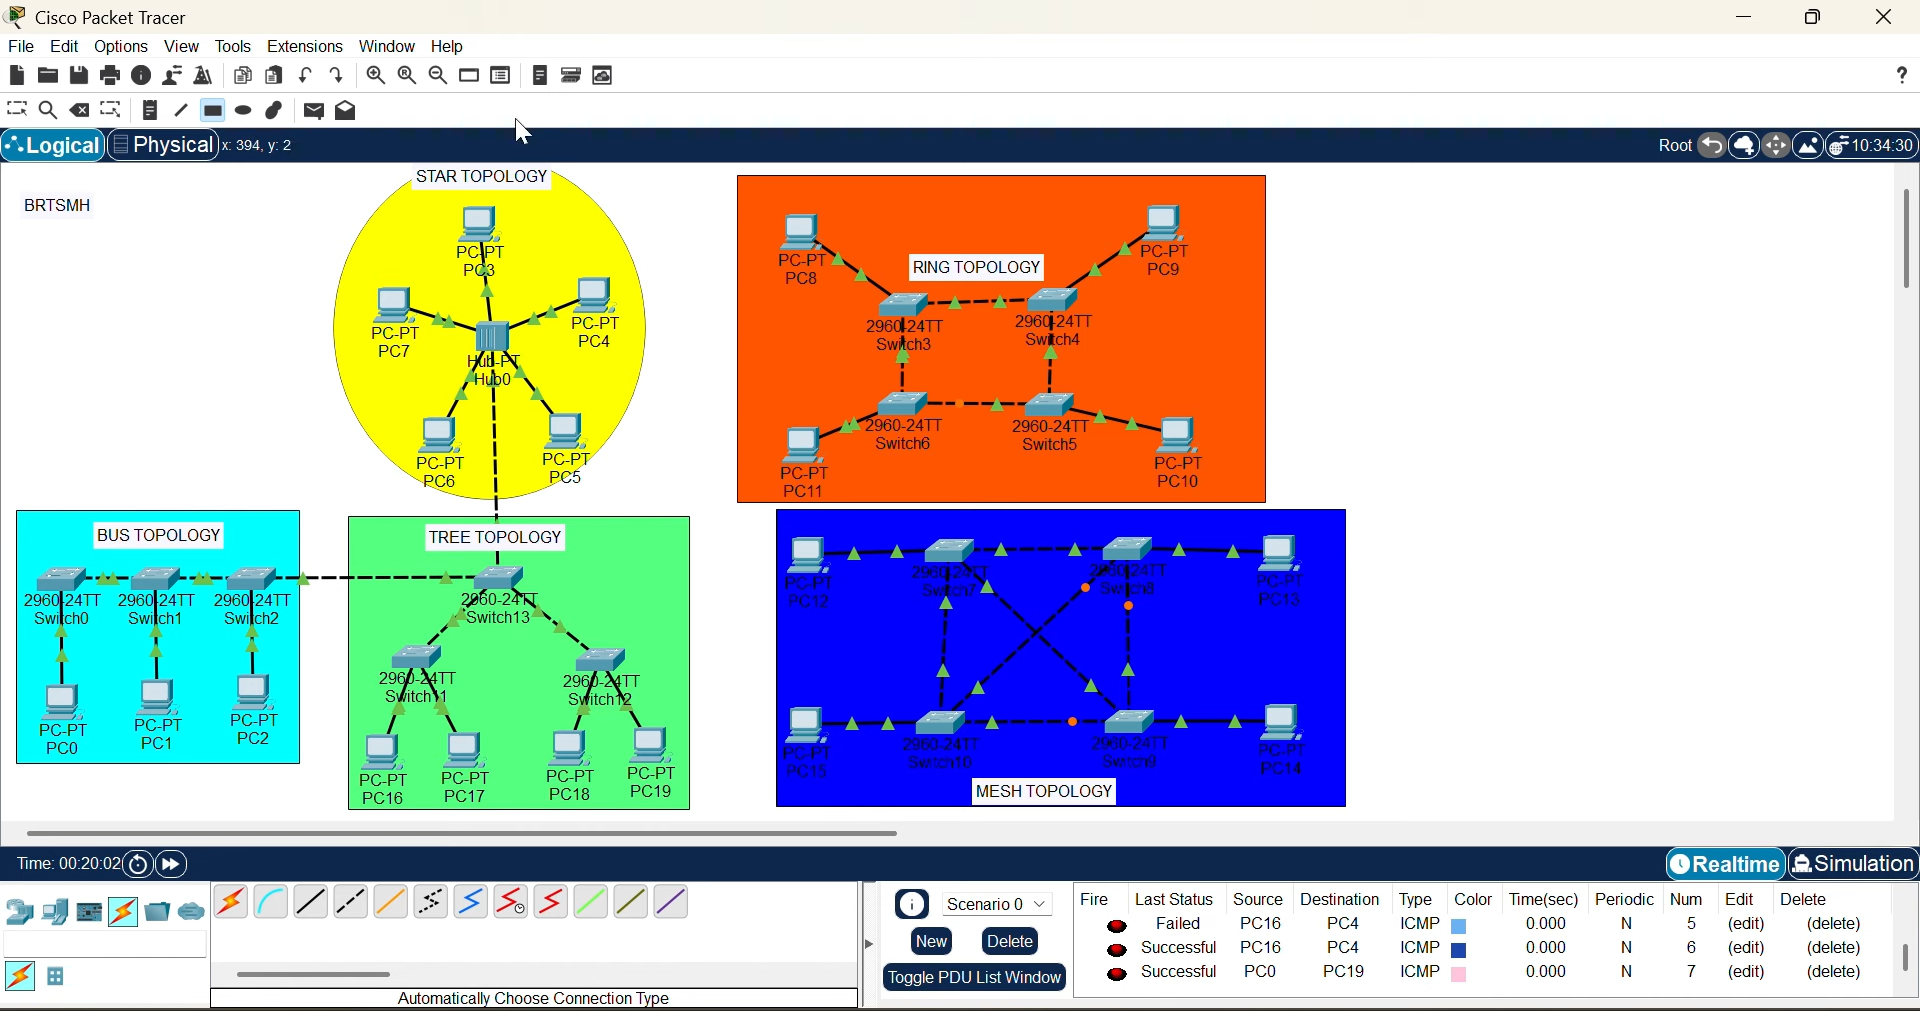 Cisco Packet Tracer
File Edit Options View Tools Extensions Window Help
?
Logical Physical x: 394, y: 2 Root 10:34:30
BRTSMH
STAR TOPOLOGY
PC-PT
PC3
PC-PT
PC7
PC-PT
PC4
Hub-PT
Hub0
PC-PT
PC6
PC-PT
PC5
RING TOPOLOGY
PC-PT
PC8
PC-PT
PC9
2960-24TT
Switch3
2960-24TT
Switch4
2960-24TT
Switch6
2960-24TT
Switch5
PC-PT
PC11
PC-PT
PC10
BUS TOPOLOGY
2960-24TT
Switch0
2960-24TT
Switch1
2960-24TT
Switch2
PC-PT
PC0
PC-PT
PC1
PC-PT
PC2
TREE TOPOLOGY
2960-24TT
Switch13
2960-24TT
Switch11
2960-24TT
Switch12
PC-PT
PC16
PC-PT
PC17
PC-PT
PC18
PC-PT
PC19
PC-PT
PC12
2960-24TT
Switch7
2960-24TT
Switch8
PC-PT
PC13
PC-PT
PC15
2960-24TT
Switch10
2960-24TT
Switch9
PC-PT
PC14
MESH TOPOLOGY
Time: 00:20:02 Realtime Simulation
Automatically Choose Connection Type
Scenario 0
New Delete
Toggle PDU List Window
Fire Last Status Source Destination Type Color Time(sec) Periodic Num Edit Delete
Failed PC16 PC4 ICMP 0.000 N 5 (edit) (delete)
Successful PC16 PC4 ICMP 0.000 N 6 (edit) (delete)
Successful PC0 PC19 ICMP 0.000 N 7 (edit) (delete)